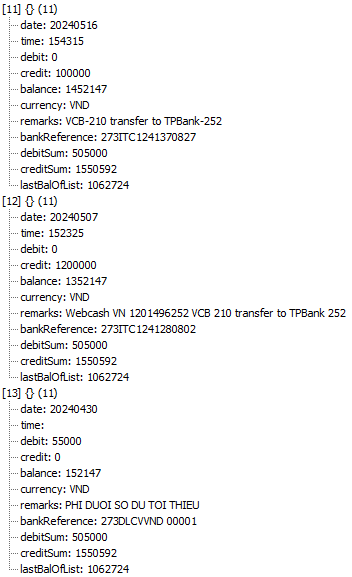 [11] {} (11)
date: 20240516
time: 154315
debit: 0
credit: 100000
balance: 1452147
currency: VND
remarks: VCB-210 transfer to TPBank-252
bankReference: 273ITC1241370827
debitSum: 505000
creditSum: 1550592
lastBalOfList: 1062724
[12] {} (11)
date: 20240507
time: 152325
debit: 0
credit: 1200000
balance: 1352147
currency: VND
remarks: Webcash VN 1201496252 VCB 210 transfer to TPBank 252
bankReference: 273ITC1241280802
debitSum: 505000
creditSum: 1550592
lastBalOfList: 1062724
[13] {} (11)
date: 20240430
time:
debit: 55000
credit: 0
balance: 152147
currency: VND
remarks: PHI DUOI SO DU TOI THIEU
bankReference: 273DLCVVND 00001
debitSum: 505000
creditSum: 1550592
lastBalOfList: 1062724